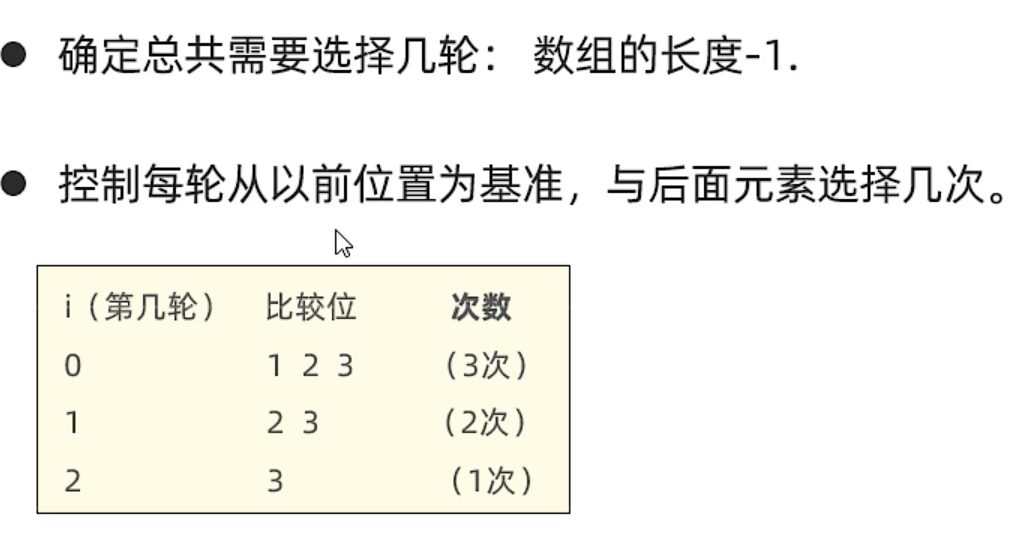 ● 确定总共需要选择几轮： 数组的长度-1.
● 控制每轮从以前位置为基准，与后面元素选择几次。
i（第几轮） 比较位 次数
0 1 2 3 （3次）
1 2 3 （2次）
2 3 （1次）